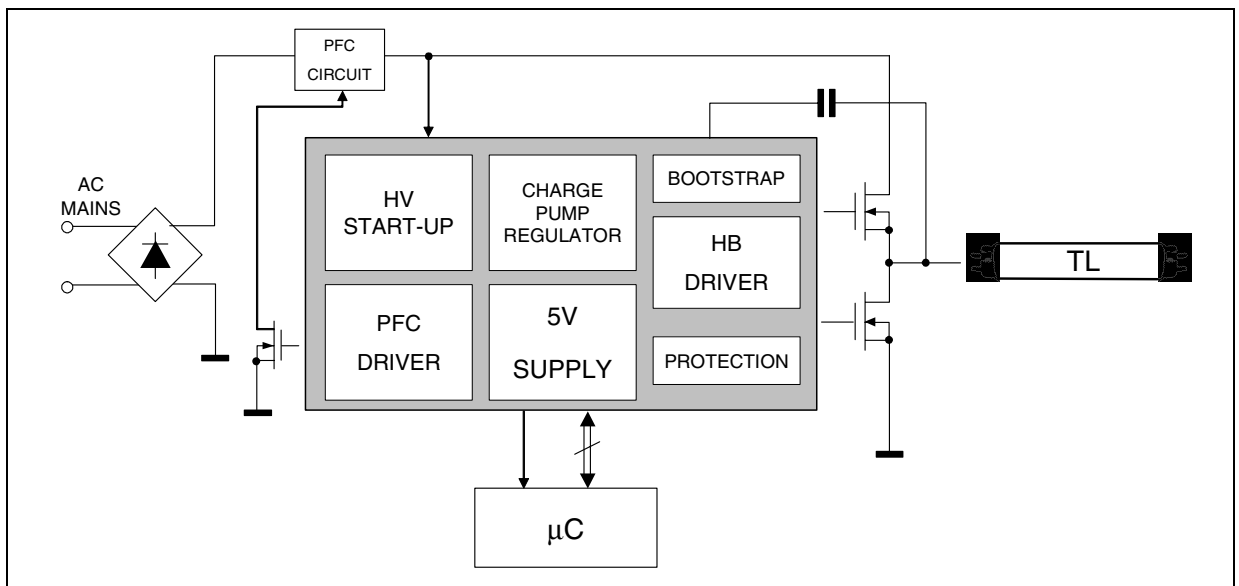 PFC
CIRCUIT
AC
MAINS
HV
START-UP
CHARGE
PUMP
REGULATOR
BOOTSTRAP
HB
DRIVER
TL
PFC
DRIVER
5V
SUPPLY
PROTECTION
μC